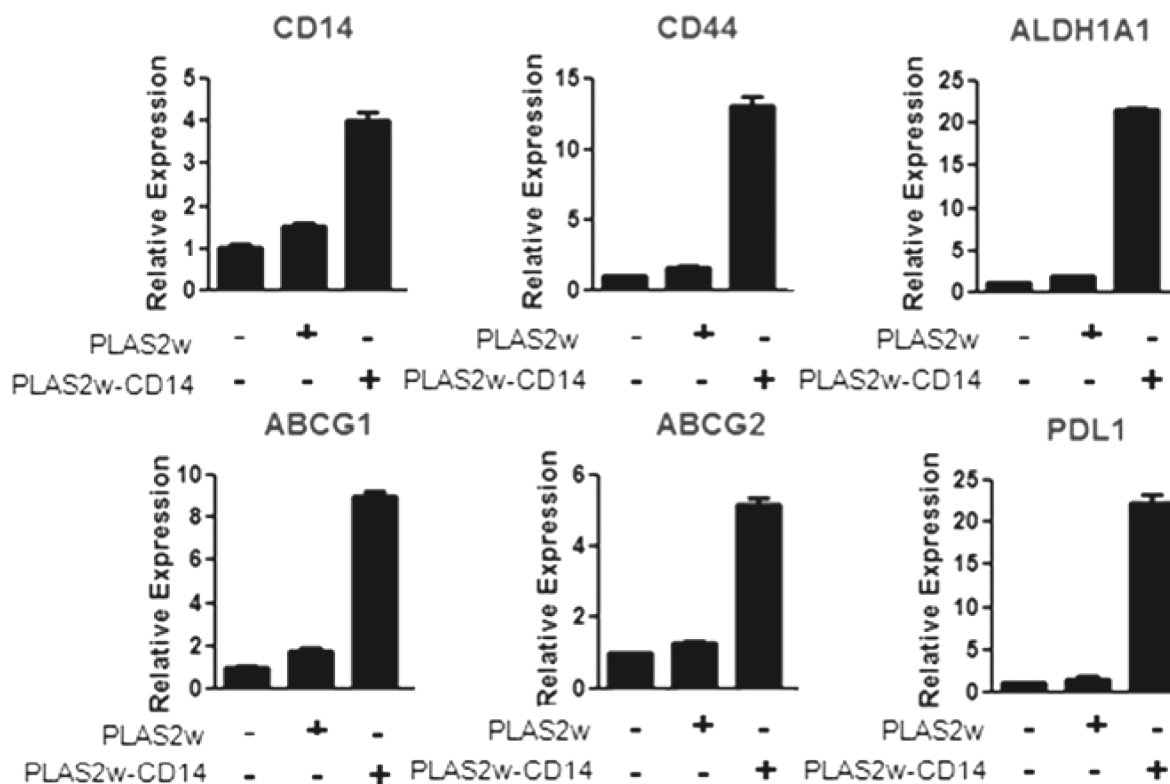 CD14
CD44
ALDH1A1
Relative Expression
5
4
3
2
1
0
Relative Expression
15
10
5
0
Relative Expression
25
20
15
10
5
0
PLAS2w - + -
PLAS2w-CD14 - - +
PLAS2w - + -
PLAS2w-CD14 - - +
PLAS2w - + -
PLAS2w-CD14 - - +
ABCG1
ABCG2
PDL1
Relative Expression
10
8
6
4
2
0
Relative Expression
6
4
2
0
Relative Expression
25
20
15
10
5
0
PLAS2w - + -
PLAS2w-CD14 - - +
PLAS2w - + -
PLAS2w-CD14 - - +
PLAS2w - + -
PLAS2w-CD14 - - +